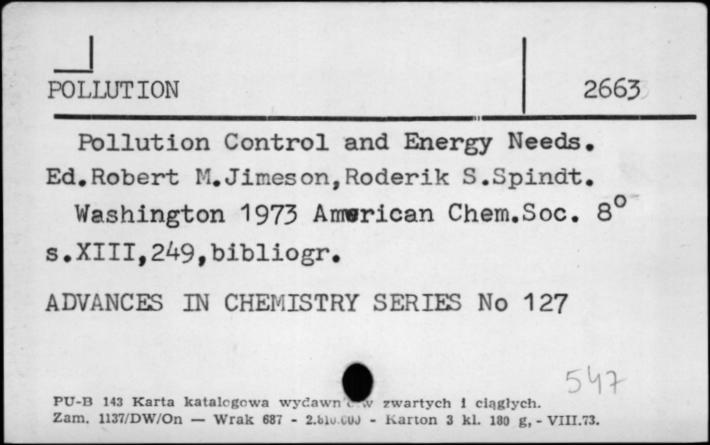 POLLUTION 2663
Pollution Control and Energy Needs.
Ed.Robert M.Jimeson,Roderik S.Spindt.
Washington 1973 American Chem.Soc. 8°
s.XIII,249,bibliogr.
ADVANCES IN CHEMISTRY SERIES No 127
547
PU-B 143 Karta katalogowa zwartych i ciągłych.
Zam. 1137/DW/On — Wrak 687 - - Karton 3 kl. 180 g, - VIII.73.